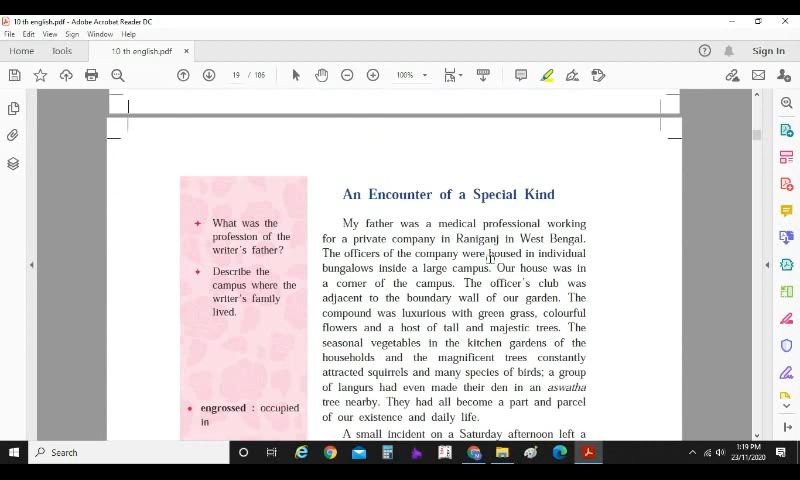 10 th english.pdf - Adobe Acrobat Reader DC
File Edit View Sign Window Help
Home Tools 10 th english.pdf × Sign In
19 / 186 100%
An Encounter of a Special Kind
What was the
profession of the
writer's father?
Describe the
campus where the
writer's family
lived.
engrossed : occupied
in
My father was a medical professional working
for a private company in Raniganj in West Bengal.
The officers of the company were housed in individual
bungalows inside a large campus. Our house was in
a corner of the campus. The officer's club was
adjacent to the boundary wall of our garden. The
compound was luxurious with green grass, colourful
flowers and a host of tall and majestic trees. The
seasonal vegetables in the kitchen gardens of the
households and the magnificent trees constantly
attracted squirrels and many species of birds; a group
of langurs had even made their den in an aswatha
tree nearby. They had all become a part and parcel
of our existence and daily life.
A small incident on a Saturday afternoon left a
Search
1:19 PM
23/11/2020